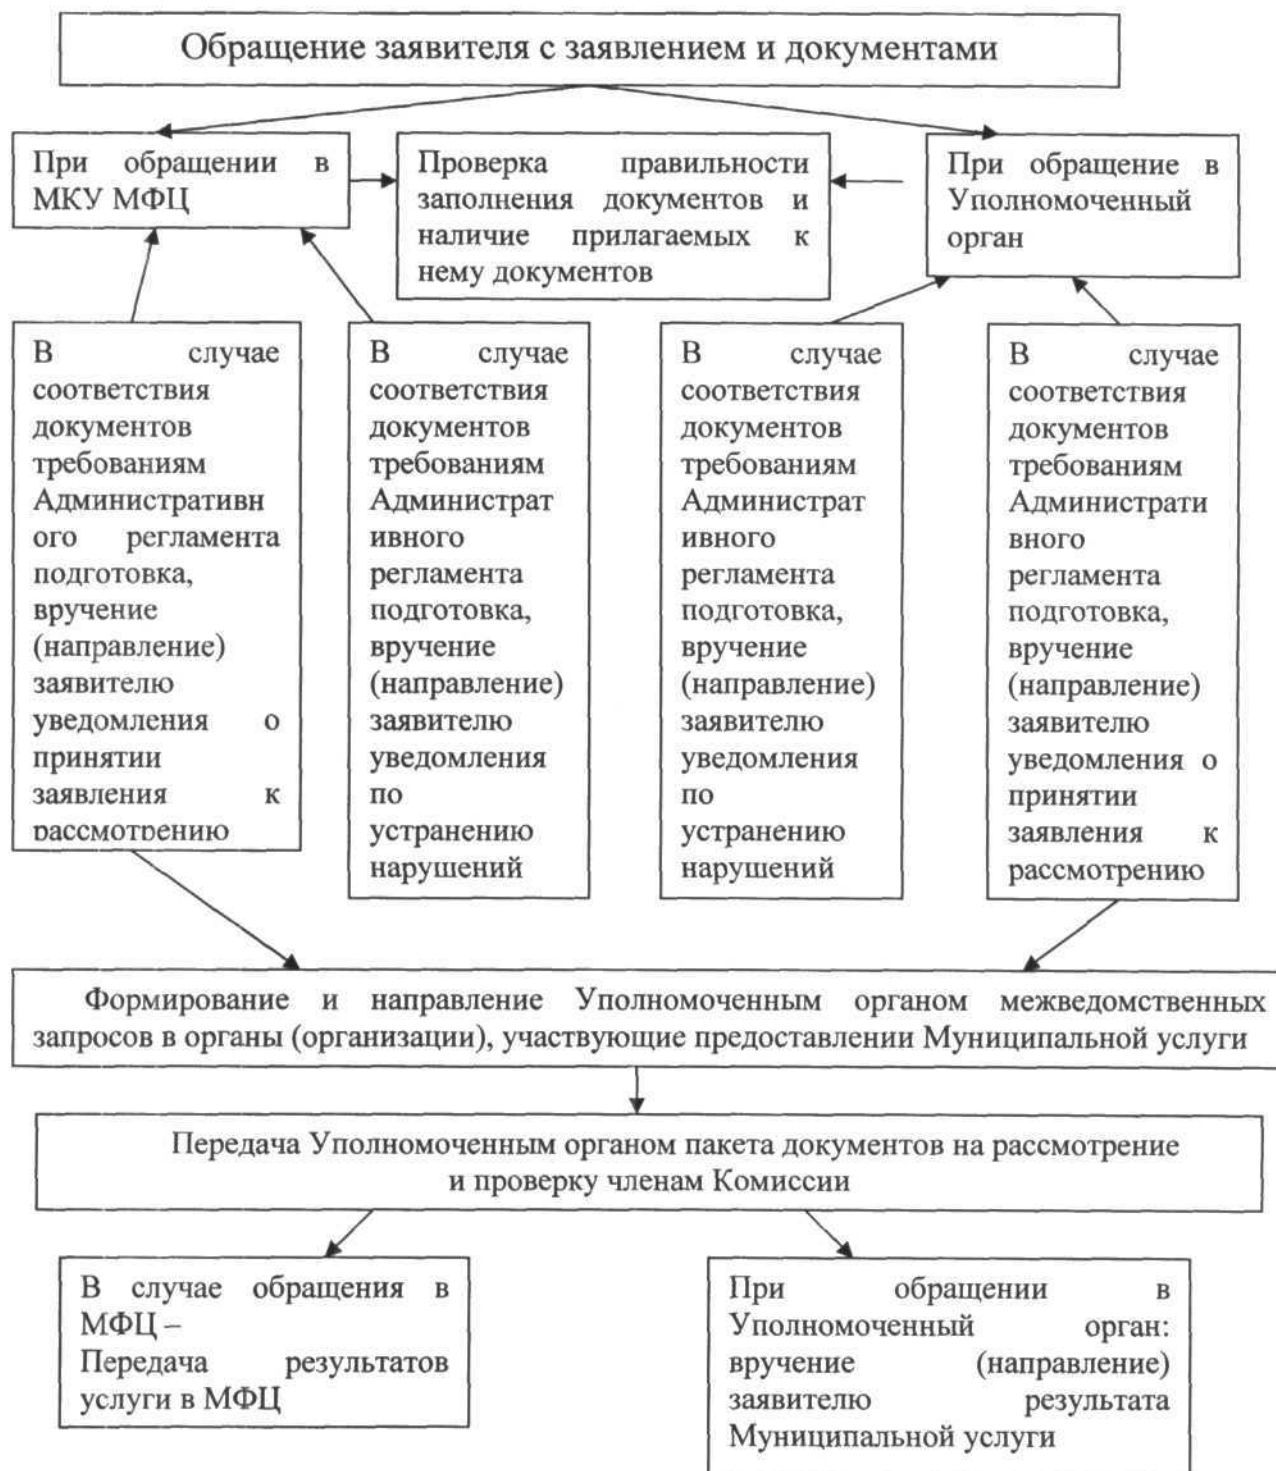 Обращение заявителя с заявлением и документами
При обращении в
МКУ МФЦ
Проверка правильности
заполнения документов и
наличие прилагаемых к
нему документов
При обращение в
Уполномоченный
орган
В случае
соответствия
документов
требованиям
Административн
ого регламента
подготовка,
вручение
(направление)
заявителю
уведомления о
принятии
заявления к
рассмотрению
В случае
соответствия
документов
требованиям
Администрат
ивного
регламента
подготовка,
вручение
(направление)
заявителю
уведомления
по
устранению
нарушений
В случае
соответствия
документов
требованиям
Администрат
ивного
регламента
подготовка,
вручение
(направление)
заявителю
уведомления
по
устранению
нарушений
В случае
соответствия
документов
требованиям
Администрати
вного
регламента
подготовка,
вручение
(направление)
заявителю
уведомления о
принятии
заявления к
рассмотрению
Формирование и направление Уполномоченным органом межведомственных
запросов в органы (организации), участвующие предоставлении Муниципальной услуги
Передача Уполномоченным органом пакета документов на рассмотрение
и проверку членам Комиссии
В случае обращения в
МФЦ –
Передача результатов
услуги в МФЦ
При обращении в
Уполномоченный орган:
вручение (направление)
заявителю результата
Муниципальной услуги